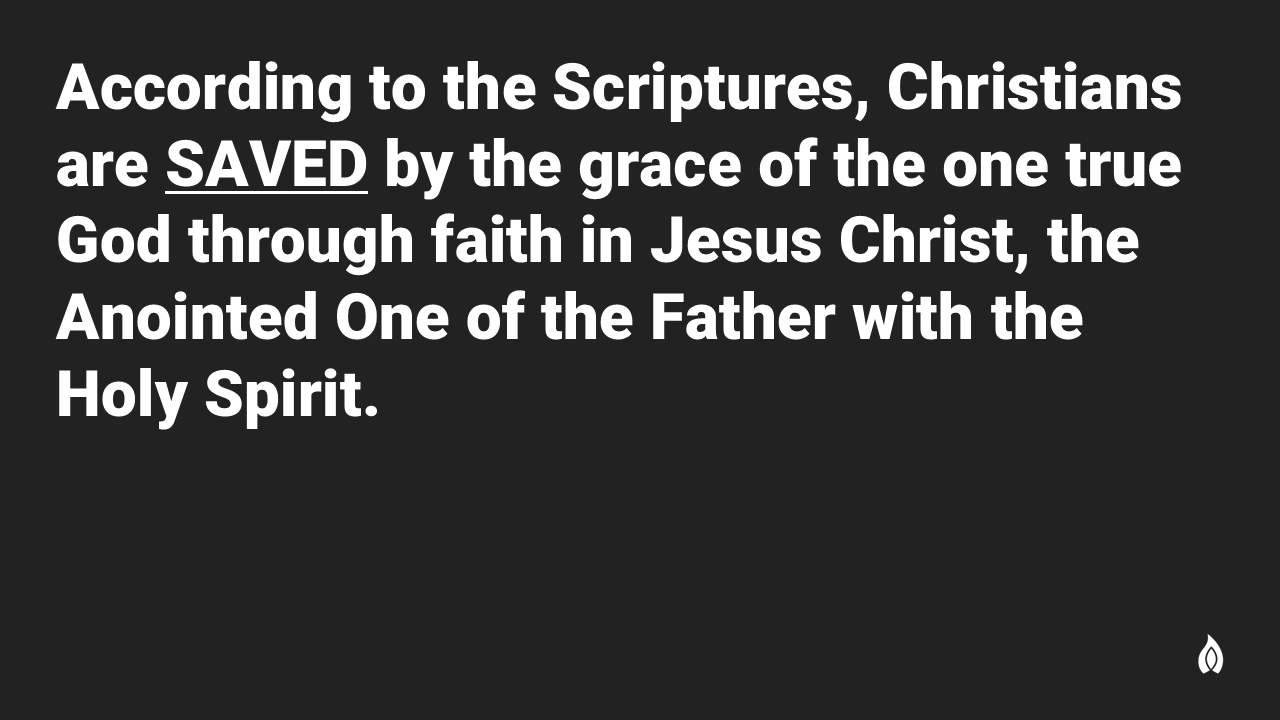 According to the Scriptures, Christians
are SAVED by the grace of the one true
God through faith in Jesus Christ, the
Anointed One of the Father with the
Holy Spirit.